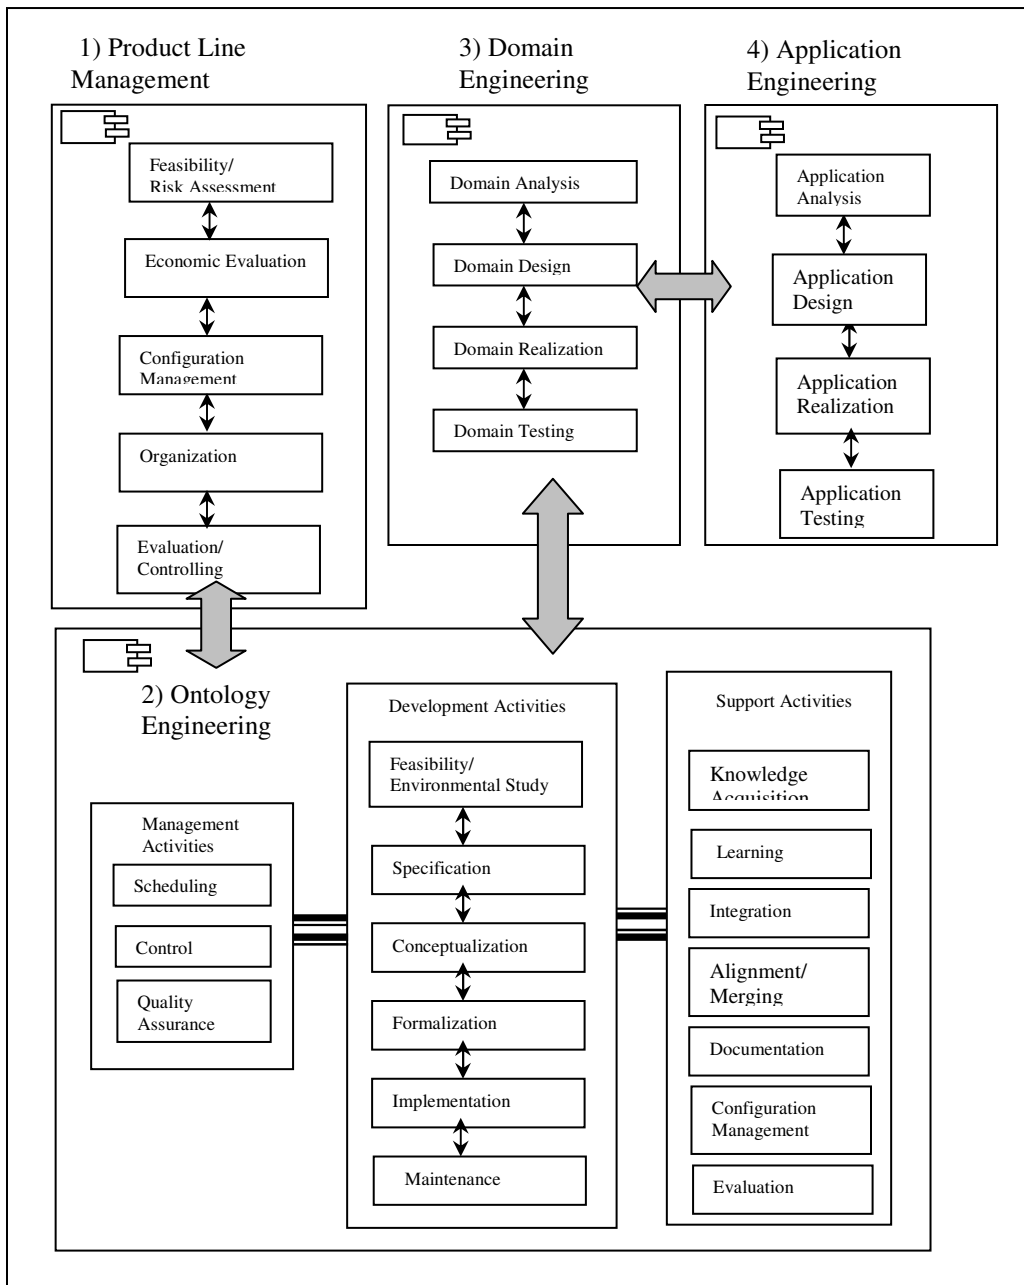 1) Product Line
Management
Feasibility/
Risk Assessment
Economic Evaluation
Configuration
Management
Organization
Evaluation/
Controlling
3) Domain
Engineering
Domain Analysis
Domain Design
Domain Realization
Domain Testing
4) Application
Engineering
Application
Analysis
Application
Design
Application
Realization
Application
Testing
2) Ontology
Engineering
Management
Activities
Scheduling
Control
Quality
Assurance
Development Activities
Feasibility/
Environmental Study
Specification
Conceptualization
Formalization
Implementation
Maintenance
Support Activities
Knowledge
Acquisition
Learning
Integration
Alignment/
Merging
Documentation
Configuration
Management
Evaluation